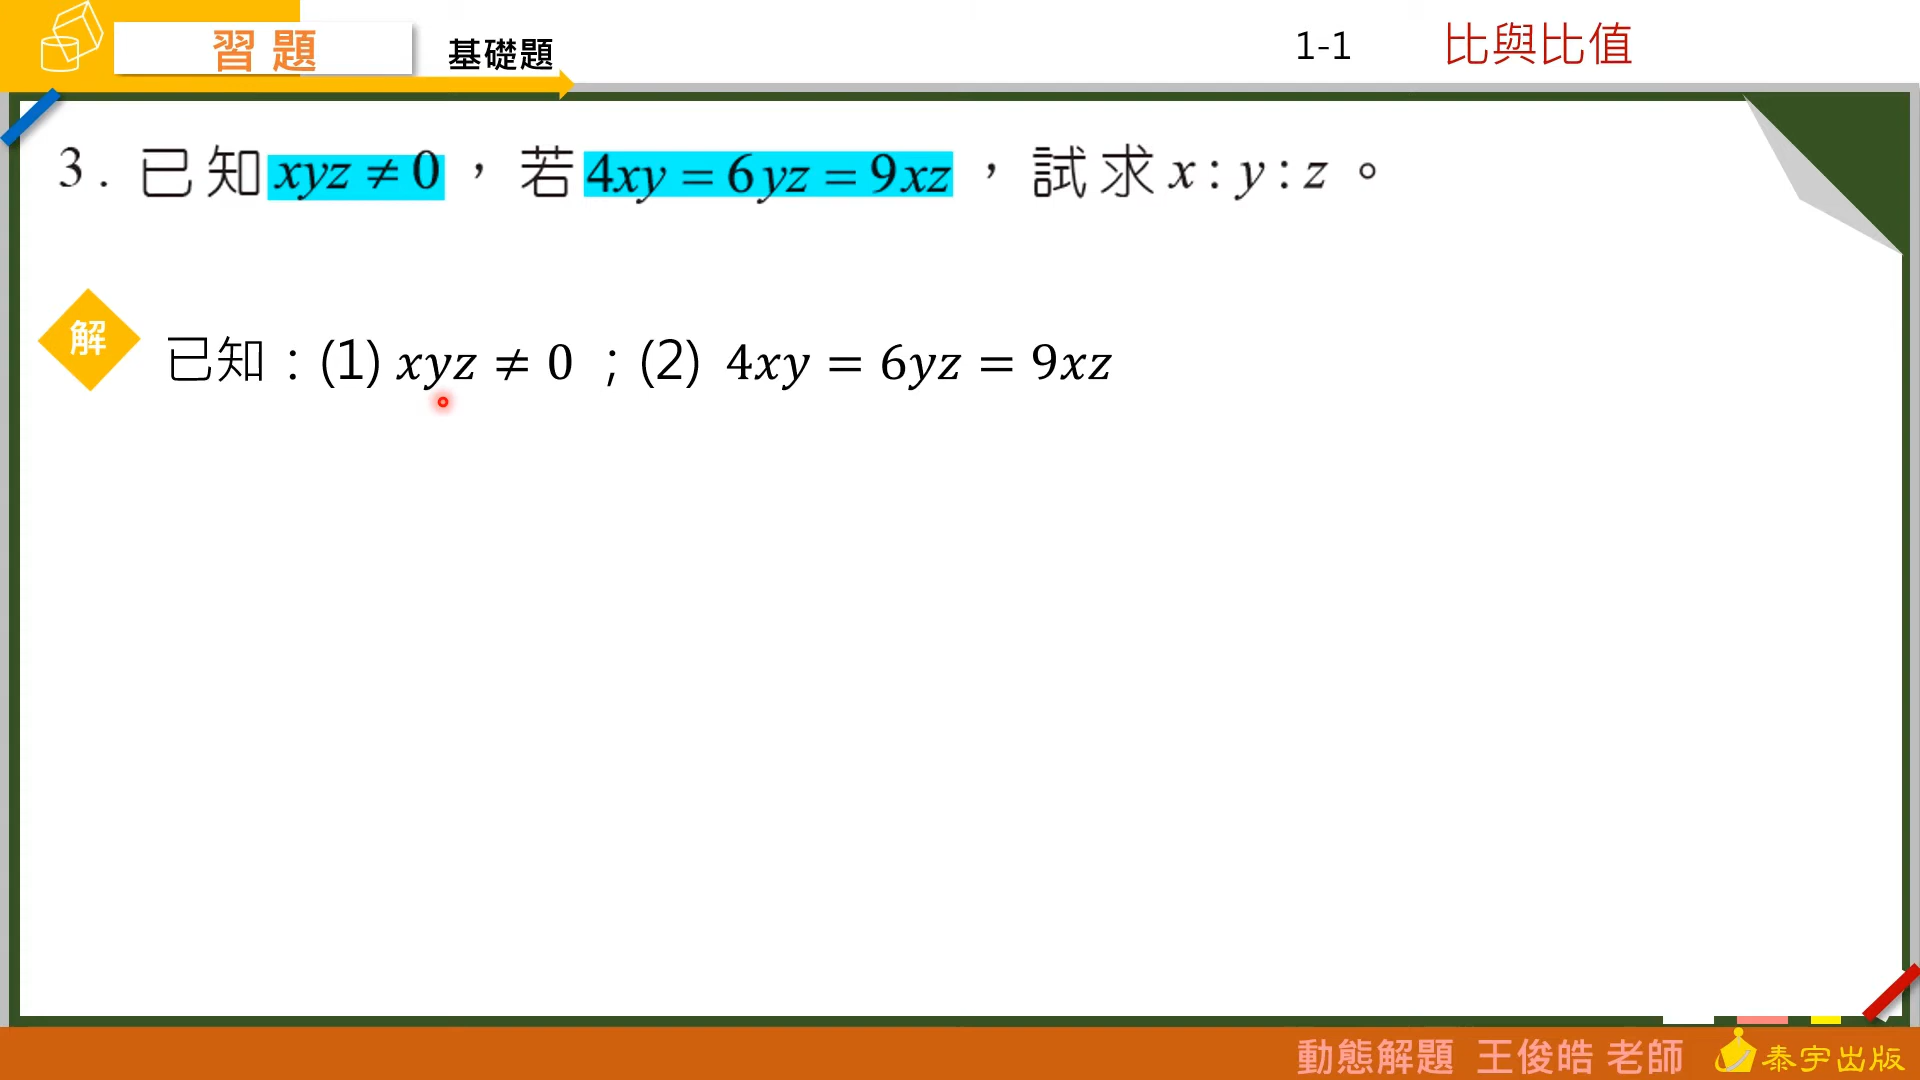 習題 基礎題 1-1 比與比值
3. 已知 xyz ≠ 0，若 4xy = 6yz = 9xz，試求 x : y : z。
解 已知：(1) xyz ≠ 0 ；(2) 4xy = 6yz = 9xz
動態解題 王俊皓 老師 泰宇出版